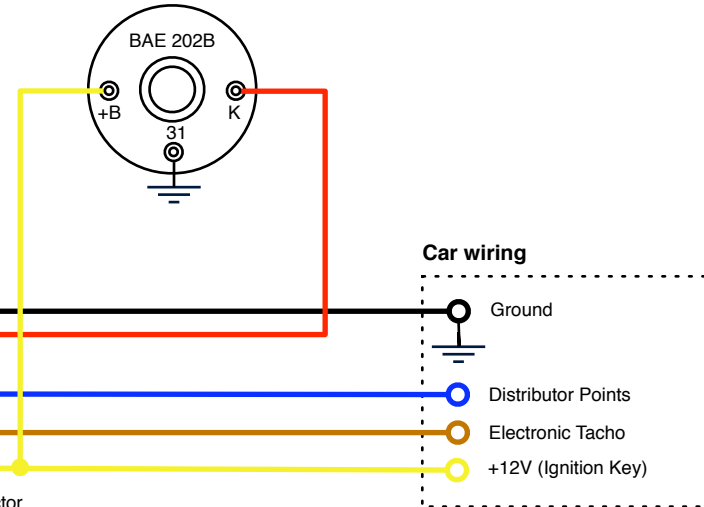 BAE 202B
+B
K
31
Car wiring
Ground
Distributor Points
Electronic Tacho
+12V (Ignition Key)